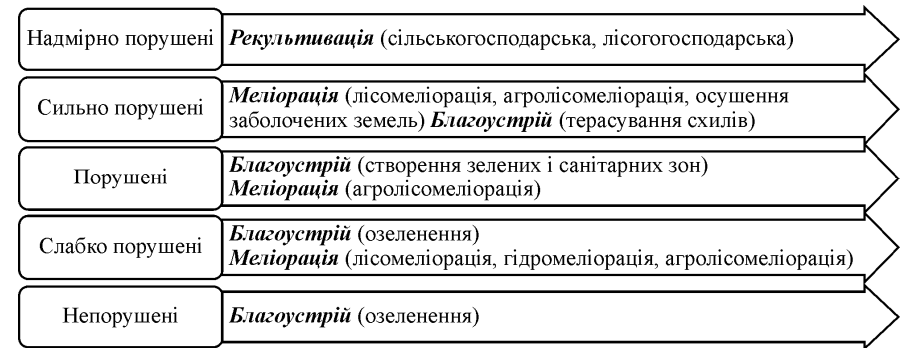 Надмірно порушені
Рекультивація (сільськогосподарська, лісогогосподарська)
Сильно порушені
Меліорація (лісомеліорація, агролісомеліорація, осушення
заболочених земель) Благоустрій (терасування схилів)
Порушені
Благоустрій (створення зелених і санітарних зон)
Меліорація (агролісомеліорація)
Слабко порушені
Благоустрій (озеленення)
Меліорація (лісомеліорація, гідромеліорація, агролісомеліорація)
Непорушені
Благоустрій (озеленення)